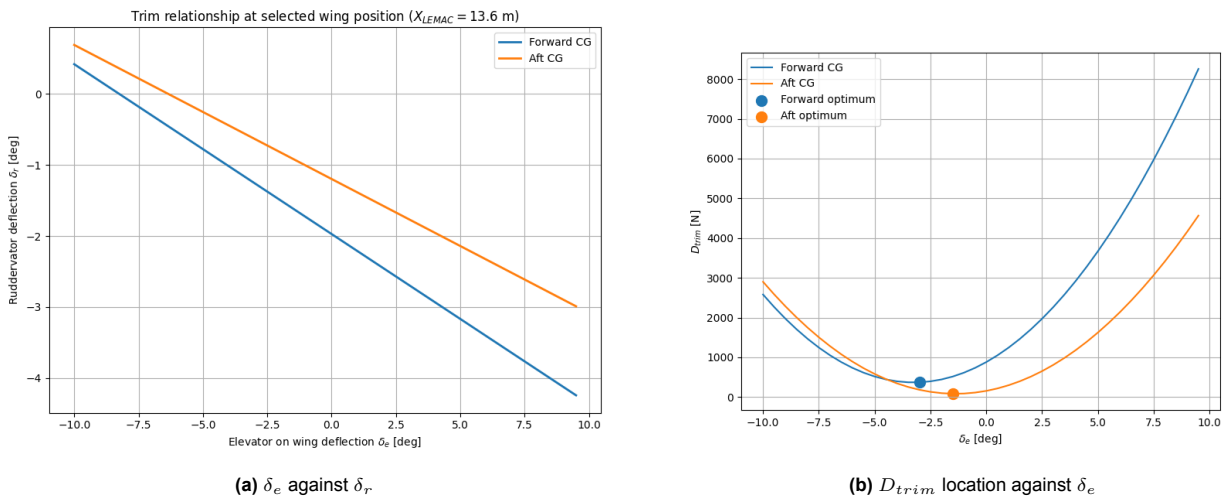 Trim relationship at selected wing position (X_LEMAC = 13.6 m)
Forward CG
Aft CG
Ruddervator deflection δ_r [deg]
0
−1
−2
−3
−4
−10.0 −7.5 −5.0 −2.5 0.0 2.5 5.0 7.5 10.0
Elevator on wing deflection δ_e [deg]
(a) δ_e against δ_r
Forward CG
Aft CG
Forward optimum
Aft optimum
D_trim [N]
8000
7000
6000
5000
4000
3000
2000
1000
0
−10.0 −7.5 −5.0 −2.5 0.0 2.5 5.0 7.5 10.0
δ_e [deg]
(b) D_trim location against δ_e